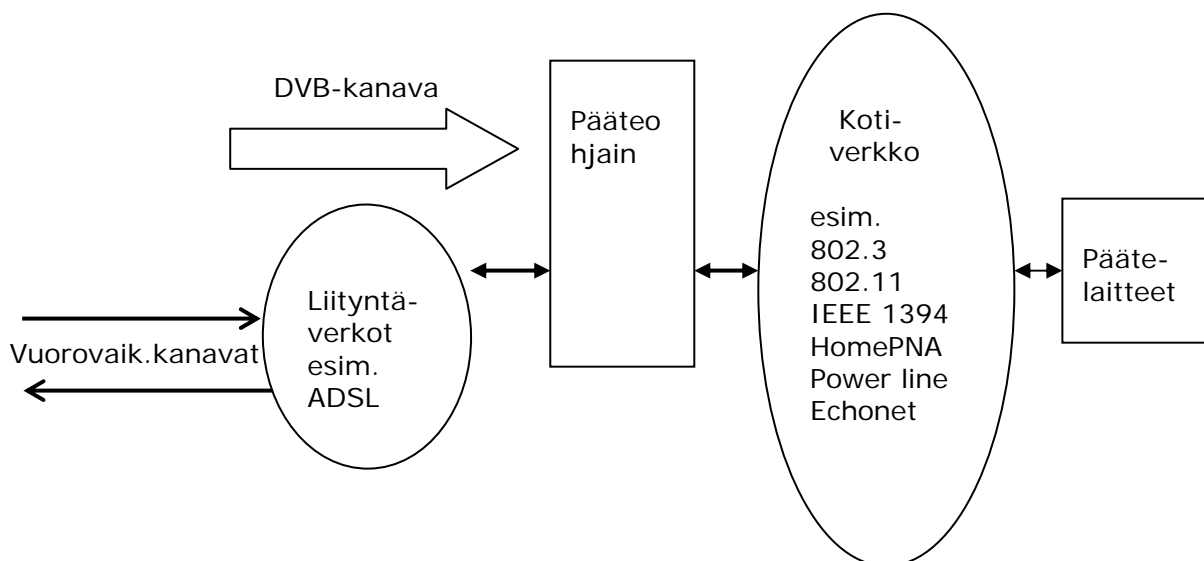 DVB-kanava
Pääteo
hjain
Koti-
verkko
esim.
802.3
802.11
IEEE 1394
HomePNA
Power line
Echonet
Pääte-
laitteet
Liityntä-
verkot
esim.
ADSL
Vuorovaik.kanavat